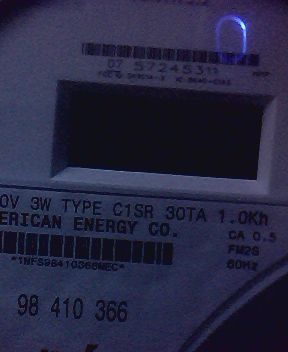 07 57245311
0V 3W TYPE C1SR 30TA 1.0Kh
ERICAN ENERGY CO.
CA 0.5
FM2S
60Hz
*1NFS98410366MEC*
98 410 366